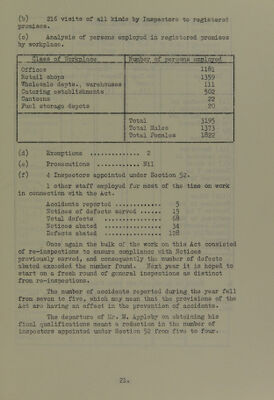 (b) 216 visits of all kinds by Inspectors to registered
premises.
(c) Analysis of persons employed in registered premises
by workplace.
Class of Workplace Number of persons employed
Offices 1181
Retail shops 1359
Wholesale depts., warehouses 111
Catering establishments 502
Canteens 22
Fuel storage depots 20
Total 3195
Total Males 1373
Total Females 1822
(d) Exemptions .............. 2
(e) Prosecutions ............ Nil
(f) 4 Inspectors appointed under Section 52.
1 other staff employed for most of the time on work
in connection with the Act.
Accidents reported ............. 5
Notices of defects served ...... 15
Total defects ................ 68
Notices abated ............... 34
Defects abated ............... 128
Once again the bulk of the work on this Act consisted
of re-inspections to ensure compliance with Notices
previously served, and consequently the number of defects
abated exceeded the number found. Next year it is hoped to
start on a fresh round of general inspections as distinct
from re-inspections.
The number of accidents reported during the year fell
from seven to five, which may mean that the provisions of the
Act are having an effect in the prevention of accidents.
The departure of Mr. M. Appleby on obtaining his
final qualifications meant a reduction in the number of
inspectors appointed under Section 52 from five to four.